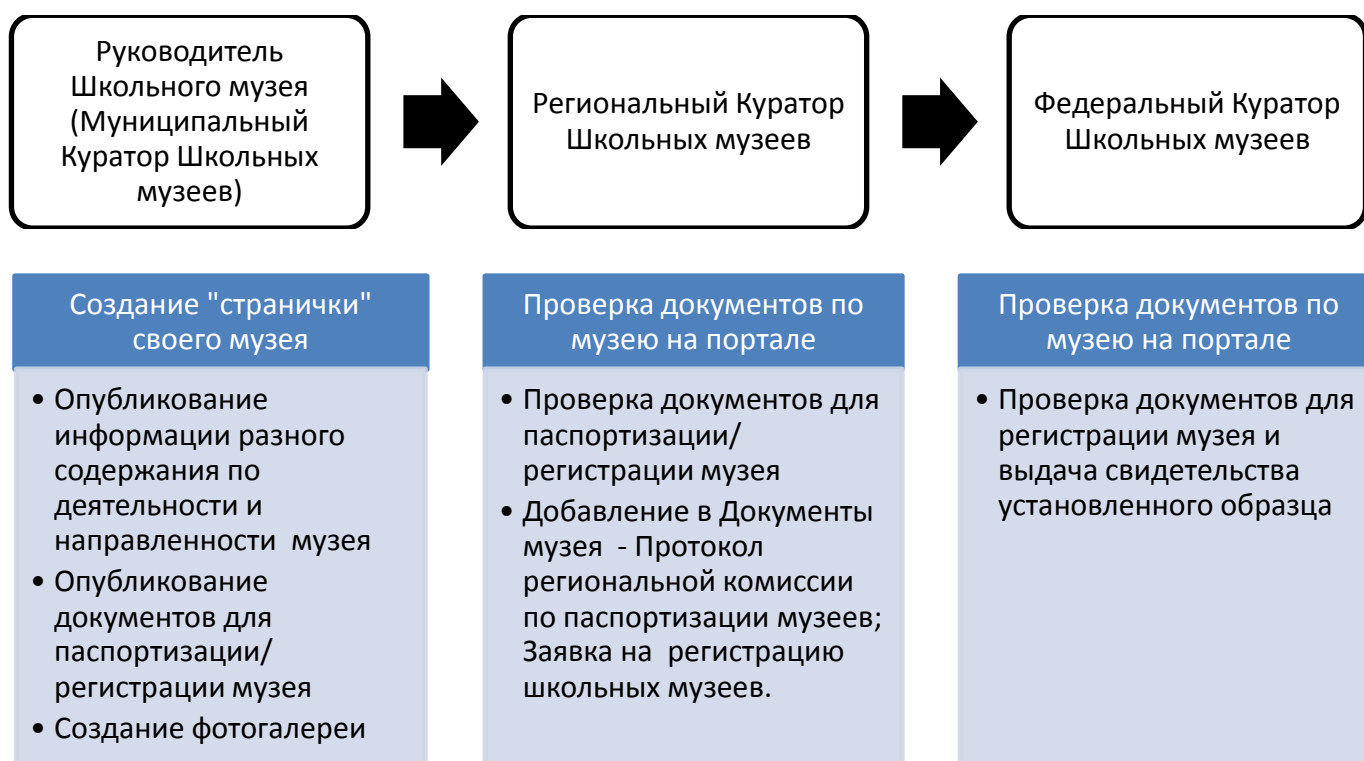 Руководитель
Школьного музея
(Муниципальный
Куратор Школьных
музеев)
Региональный Куратор
Школьных музеев
Федеральный Куратор
Школьных музеев
Создание "странички"
своего музея
• Опубликование
информации разного
содержания по
деятельности и
направленности музея
• Опубликование
документов для
паспортизации/
регистрации музея
• Создание фотогалереи
Проверка документов по
музею на портале
• Проверка документов для
паспортизации/
регистрации музея
• Добавление в Документы
музея - Протокол
региональной комиссии
по паспортизации музеев;
Заявка на регистрацию
школьных музеев.
Проверка документов по
музею на портале
• Проверка документов для
регистрации музея и
выдача свидетельства
установленного образца